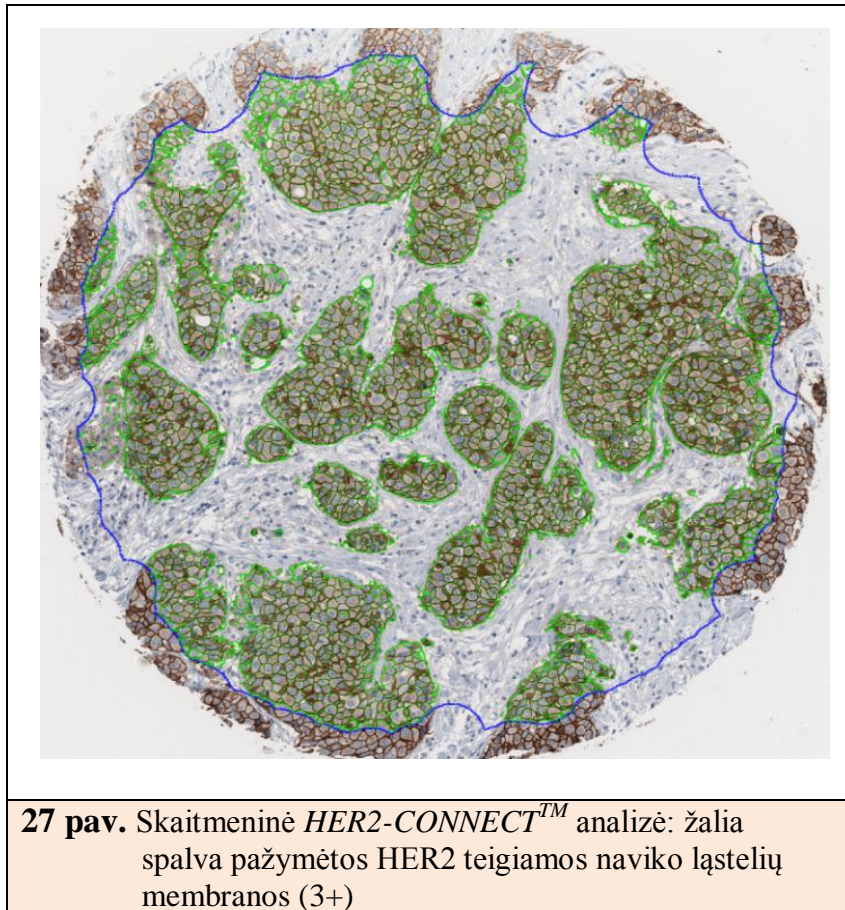 27 pav. Skaitmeninė HER2-CONNECT™ analizė: žalia
spalva pažymėtos HER2 teigiamos naviko ląstelių
membranos (3+)